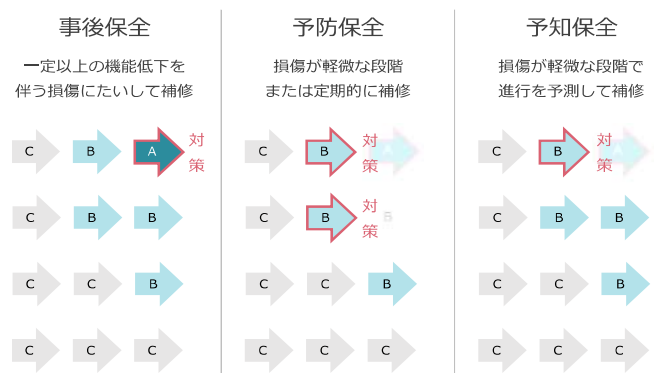 事後保全
一定以上の機能低下を
伴う損傷にたいして補修
C B A 対策
C B B
C C B
C C C
予防保全
損傷が軽微な段階
または定期的に補修
C B 対策 A
C B 対策 B
C C B
C C C
予知保全
損傷が軽微な段階で
進行を予測して補修
C B 対策 A
C B B
C C B
C C C